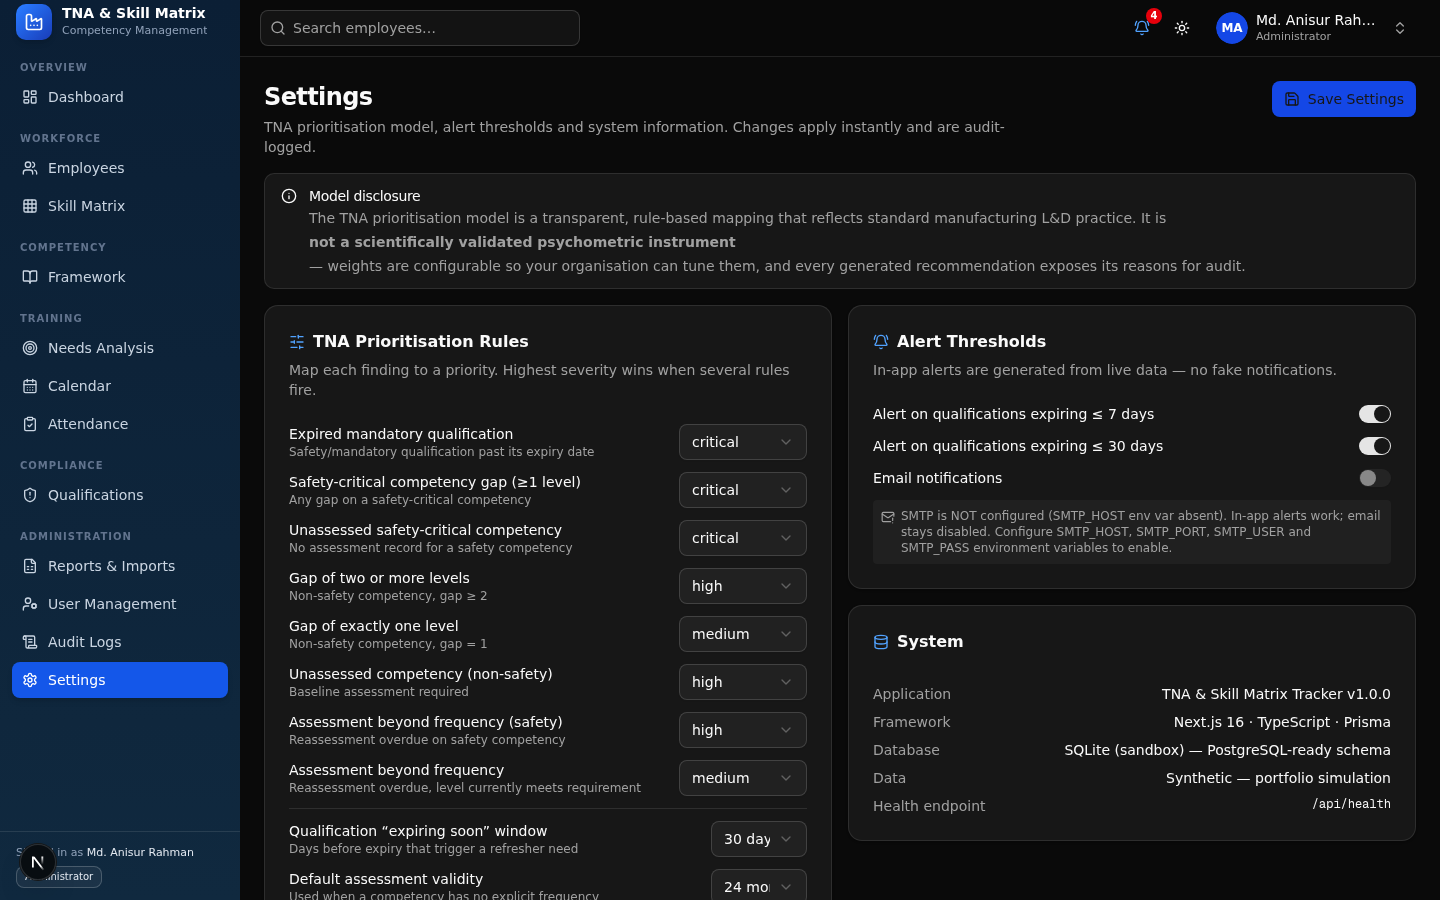 TNA & Skill Matrix
Competency Management
OVERVIEW
Dashboard
WORKFORCE
Employees
Skill Matrix
COMPETENCY
Framework
TRAINING
Needs Analysis
Calendar
Attendance
COMPLIANCE
Qualifications
ADMINISTRATION
Reports & Imports
User Management
Audit Logs
Settings
in as Md. Anisur Rahman
Search employees…
4
MA
Md. Anisur Rah…
Administrator
Settings
TNA prioritisation model, alert thresholds and system information. Changes apply instantly and are audit-
logged.
Save Settings
Model disclosure
The TNA prioritisation model is a transparent, rule-based mapping that reflects standard manufacturing L&D practice. It is
not a scientifically validated psychometric instrument
— weights are configurable so your organisation can tune them, and every generated recommendation exposes its reasons for audit.
TNA Prioritisation Rules
Map each finding to a priority. Highest severity wins when several rules
fire.
Expired mandatory qualification
Safety/mandatory qualification past its expiry date
critical
Safety-critical competency gap (≥1 level)
Any gap on a safety-critical competency
critical
Unassessed safety-critical competency
No assessment record for a safety competency
critical
Gap of two or more levels
Non-safety competency, gap ≥ 2
high
Gap of exactly one level
Non-safety competency, gap = 1
medium
Unassessed competency (non-safety)
Baseline assessment required
high
Assessment beyond frequency (safety)
Reassessment overdue on safety competency
high
Assessment beyond frequency
Reassessment overdue, level currently meets requirement
medium
Qualification “expiring soon” window
Days before expiry that trigger a refresher need
30 day
Default assessment validity
Used when a competency has no explicit frequency
24 mo
Alert Thresholds
In-app alerts are generated from live data — no fake notifications.
Alert on qualifications expiring ≤ 7 days
Alert on qualifications expiring ≤ 30 days
Email notifications
SMTP is NOT configured (SMTP_HOST env var absent). In-app alerts work; email
stays disabled. Configure SMTP_HOST, SMTP_PORT, SMTP_USER and
SMTP_PASS environment variables to enable.
System
Application
TNA & Skill Matrix Tracker v1.0.0
Framework
Next.js 16 · TypeScript · Prisma
Database
SQLite (sandbox) — PostgreSQL-ready schema
Data
Synthetic — portfolio simulation
Health endpoint
/api/health